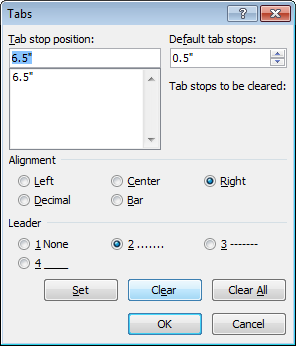 Tabs
Tab stop position: Default tab stops:
6.5" 0.5"
6.5" Tab stops to be cleared:
Alignment
Left Center Right
Decimal Bar
Leader
1 None 2 ....... 3 -------
4 ____
Set Clear Clear All
OK Cancel